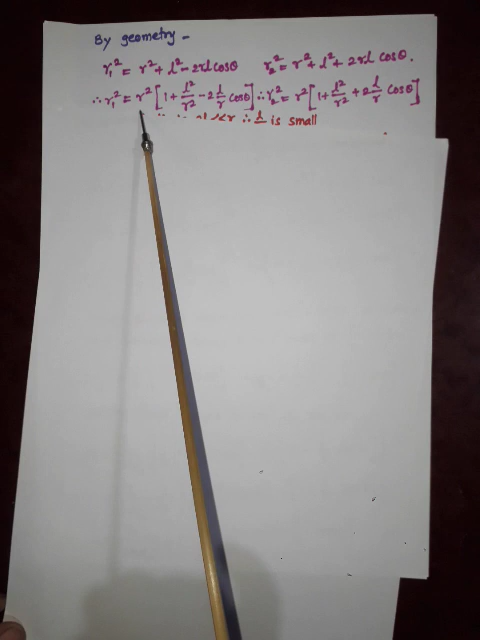 By geometry -
r₁² = r² + l² - 2rl cosθ r₂² = r² + l² + 2rl cosθ.
∴ r₁² = r² [1 + l²/r² - 2 l/r cosθ] ∴ r₂² = r² [1 + l²/r² + 2 l/r cosθ]
<< r ∴ l is small